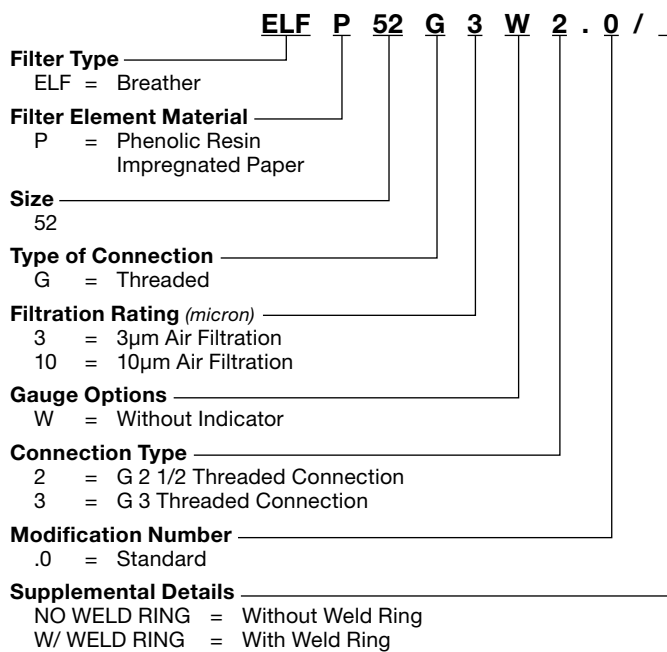 ELF P 52 G 3 W 2 . 0 / _
Filter Type
ELF = Breather
Filter Element Material
P = Phenolic Resin
Impregnated Paper
Size
52
Type of Connection
G = Threaded
Filtration Rating (micron)
3 = 3µm Air Filtration
10 = 10µm Air Filtration
Gauge Options
W = Without Indicator
Connection Type
2 = G 2 1/2 Threaded Connection
3 = G 3 Threaded Connection
Modification Number
.0 = Standard
Supplemental Details
NO WELD RING = Without Weld Ring
W/ WELD RING = With Weld Ring